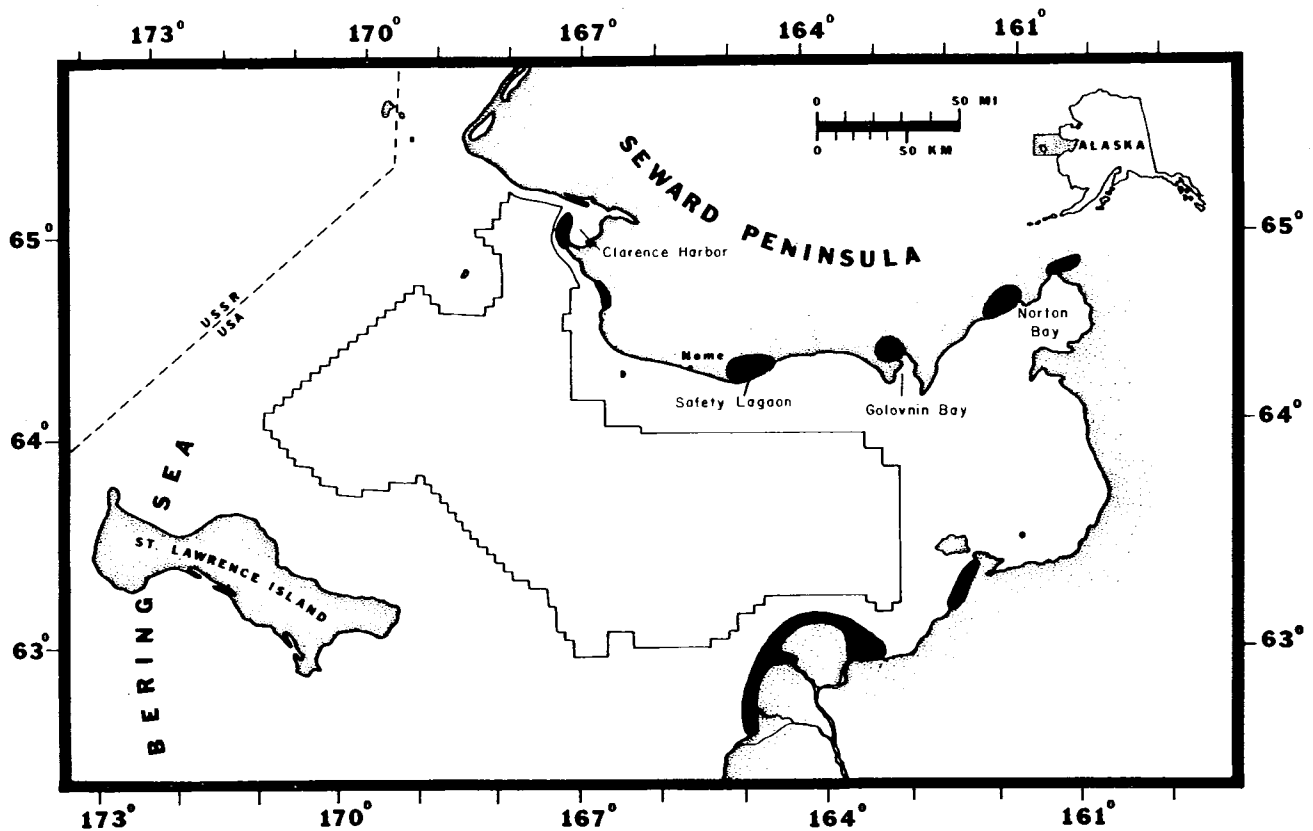 173° 170° 167° 164° 161°
0 50 MI
0 50 KM
ALASKA
SEWARD PENINSULA
65° 65°
Clarence Harbor
USSR
USA
Norton
Bay
Nome
Safety Lagoon
Golovnin Bay
64° 64°
BERING SEA
ST. LAWRENCE ISLAND
63° 63°
173° 170° 167° 164° 161°